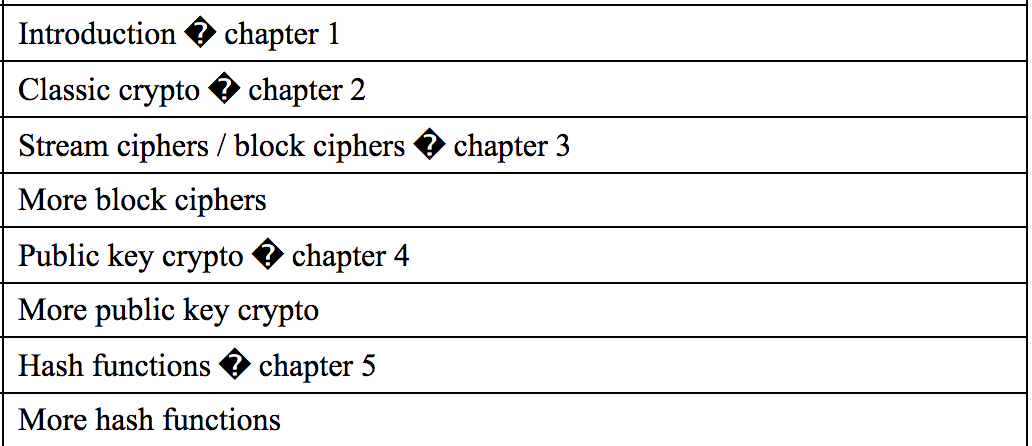 Introduction � chapter 1
Classic crypto � chapter 2
Stream ciphers / block ciphers � chapter 3
More block ciphers
Public key crypto � chapter 4
More public key crypto
Hash functions � chapter 5
More hash functions